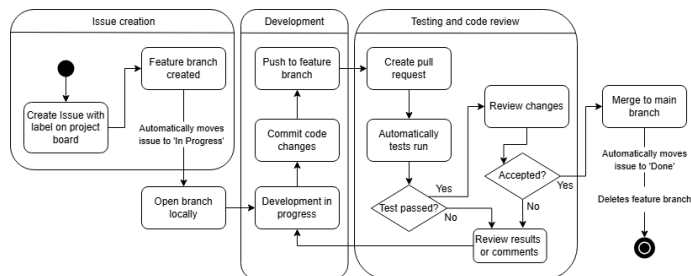 Issue creation
Development
Testing and code review
Feature branch
created
Push to feature
branch
Create pull
request
Create Issue with
label on project
board
Automatically moves
issue to 'In Progress'
Commit code
changes
Automatically
tests run
Review changes
Merge to main
branch
Automatically moves
issue to 'Done'
Deletes feature branch
Open branch
locally
Development in
progress
Test passed?
Yes
No
Accepted?
Yes
No
Review results
or comments